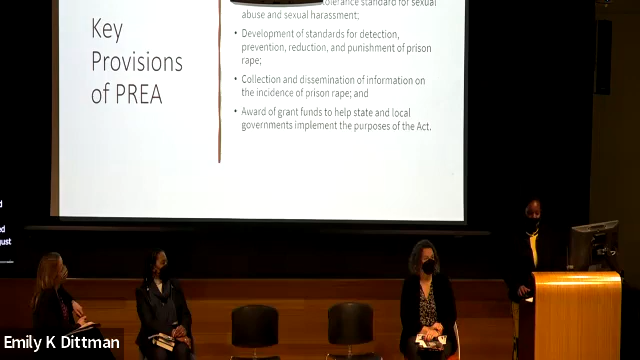 Key
Provisions
of PREA
tolerance standard for sexual
abuse and sexual harassment;
• Development of standards for detection,
prevention, reduction, and punishment of prison
rape;
• Collection and dissemination of information on
the incidence of prison rape; and
• Award of grant funds to help state and local
governments implement the purposes of the Act.
Emily K Dittman